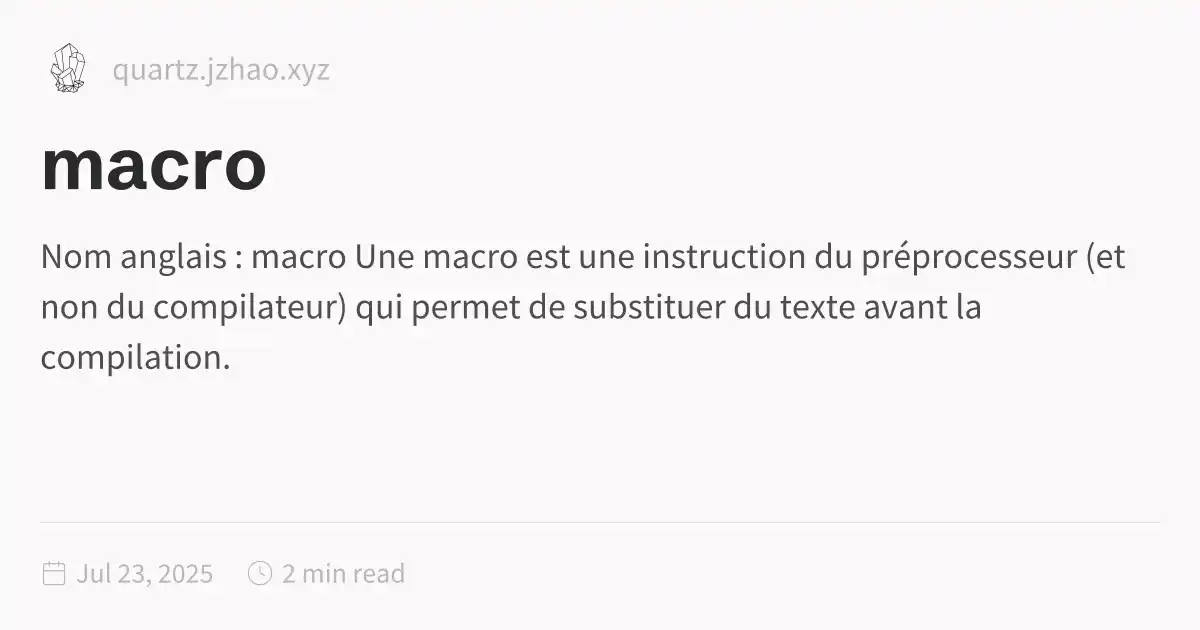 quartz.jzhao.xyz
macro
Nom anglais : macro Une macro est une instruction du préprocesseur (et
non du compilateur) qui permet de substituer du texte avant la
compilation.
Jul 23, 2025 2 min read